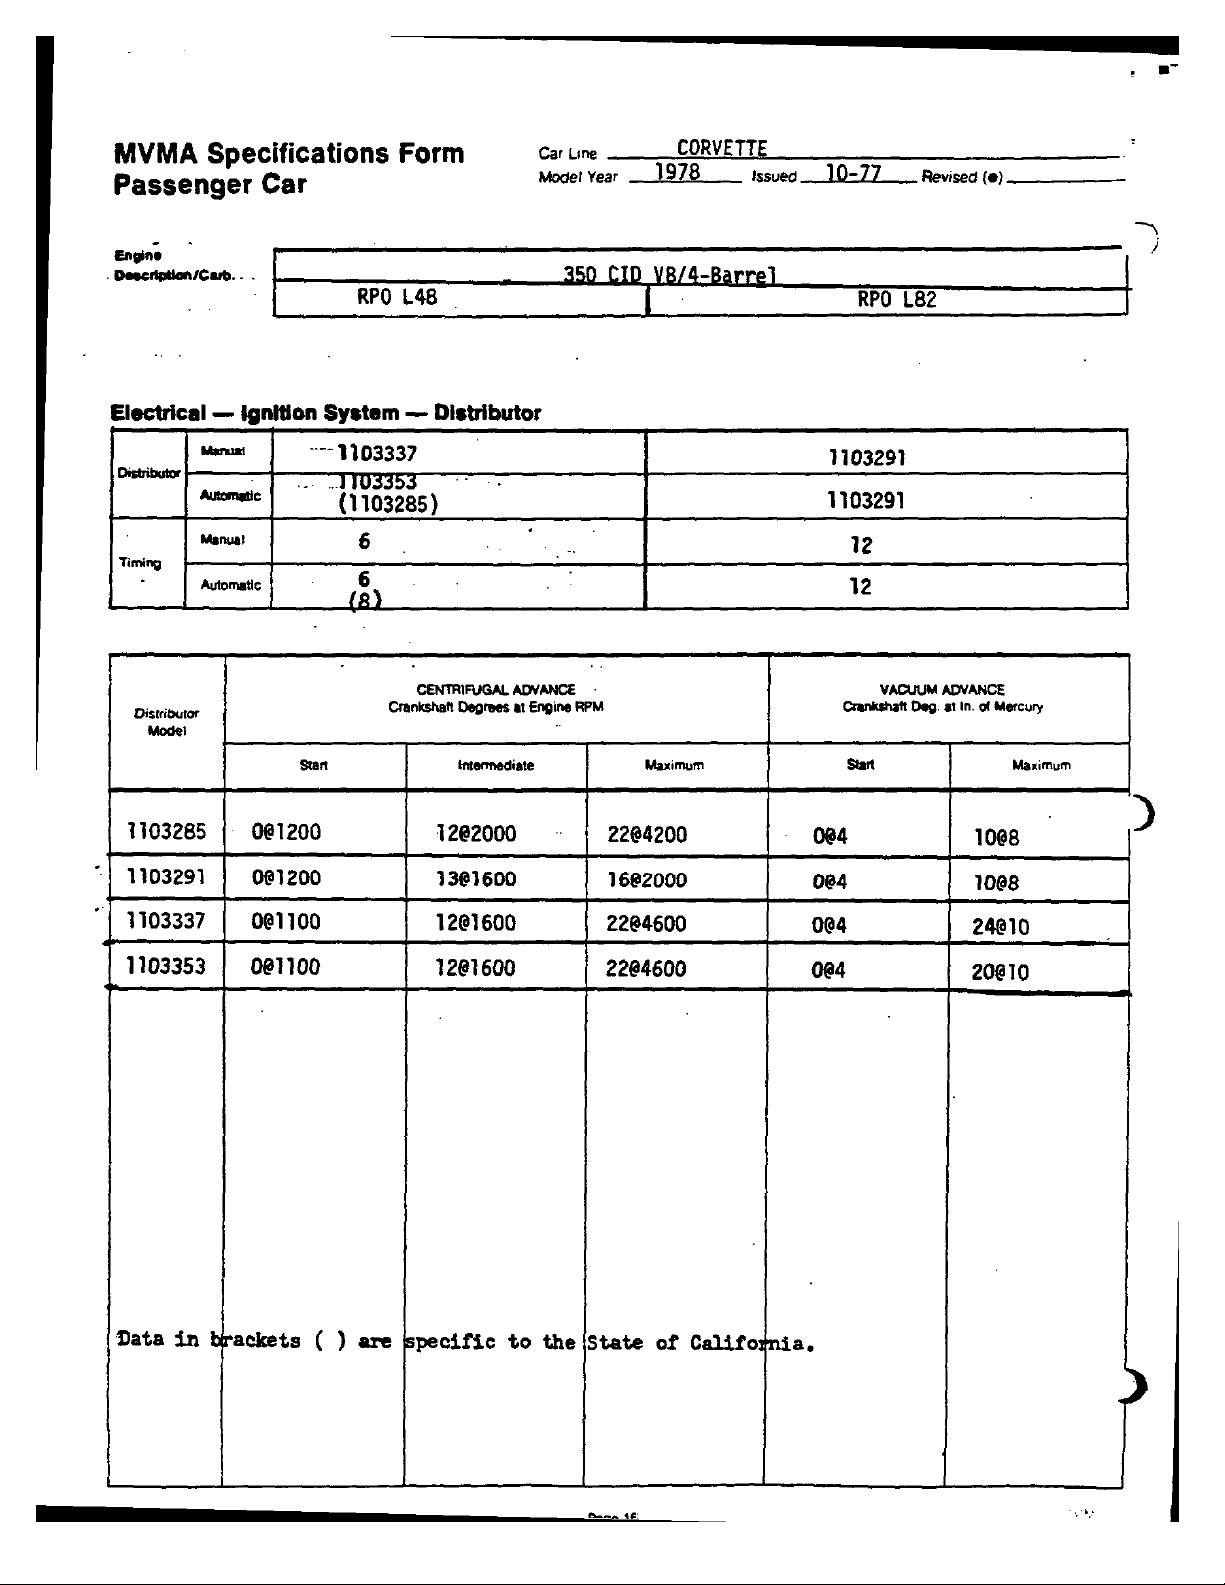 MVMA Specifications Form
Passenger Car
Car Line CORVETTE
Model Year 1978 Issued 10-77 Revised (●)
Engine
Description/Carb.
350 CID V8/4-Barrel
RPO L48 RPO L82
Electrical — Ignition System — Distributor
Distributor Manual 1103337 1103291
Automatic 1103353 (1103285) 1103291
Timing Manual 6 12
Automatic 6 (8) 12
Distributor Model
CENTRIFUGAL ADVANCE
Crankshaft Degrees at Engine RPM
VACUUM ADVANCE
Crankshaft Deg. at In. of Mercury
Start Intermediate Maximum Start Maximum
1103285 0@1200 12@2000 22@4200 0@4 10@8
1103291 0@1200 13@1600 16@2000 0@4 10@8
1103337 0@1100 12@1600 22@4600 0@4 24@10
1103353 0@1100 12@1600 22@4600 0@4 20@10
Data in brackets ( ) are specific to the State of California.